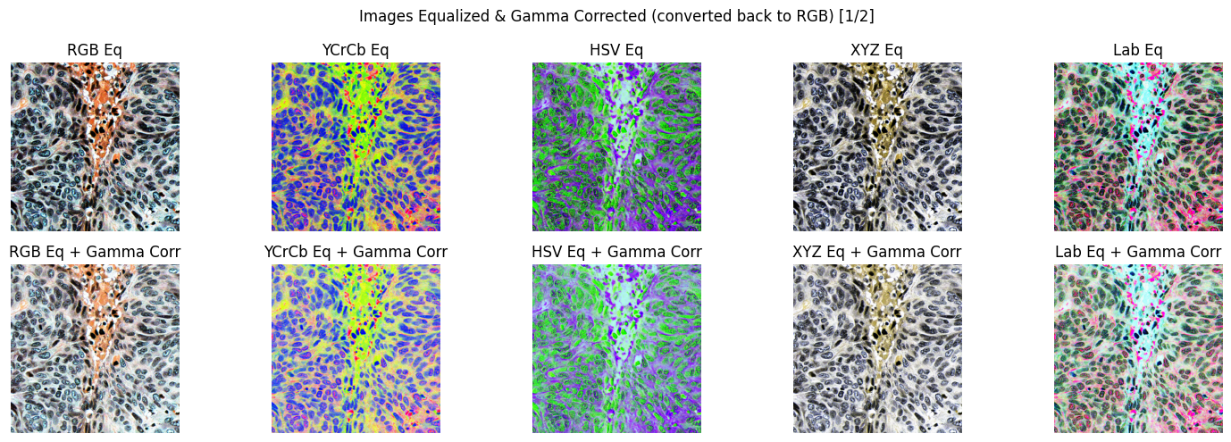 Images Equalized & Gamma Corrected (converted back to RGB) [1/2]
RGB Eq
YCrCb Eq
HSV Eq
XYZ Eq
Lab Eq
RGB Eq + Gamma Corr
YCrCb Eq + Gamma Corr
HSV Eq + Gamma Corr
XYZ Eq + Gamma Corr
Lab Eq + Gamma Corr